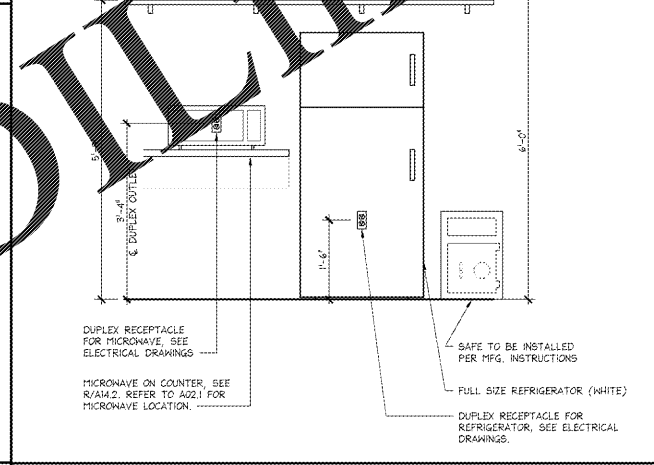 6'-0"
3'-4"
℄ DUPLEX OUTLET
1'-6"
DUPLEX RECEPTACLE
FOR MICROWAVE, SEE
ELECTRICAL DRAWINGS
MICROWAVE ON COUNTER, SEE
R/A14.2. REFER TO A02.1 FOR
MICROWAVE LOCATION.
SAFE TO BE INSTALLED
PER MFG. INSTRUCTIONS
FULL SIZE REFRIGERATOR (WHITE)
DUPLEX RECEPTACLE FOR
REFRIGERATOR, SEE ELECTRICAL
DRAWINGS.